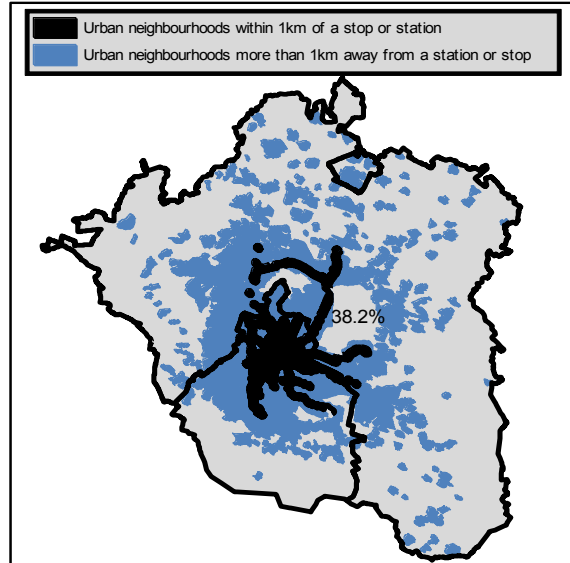 Urban neighbourhoods within 1km of a stop or station
Urban neighbourhoods more than 1km away from a station or stop
38.2%